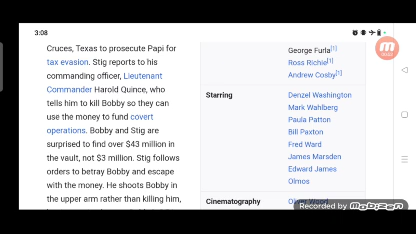 3:08
Cruces, Texas to prosecute Papi for
tax evasion. Stig reports to his
commanding officer, Lieutenant
Commander Harold Quince, who
tells him to kill Bobby so they can
use the money to fund covert
operations. Bobby and Stig are
surprised to find over $43 million in
the vault, not $3 million. Stig follows
orders to betray Bobby and escape
with the money. He shoots Bobby in
the upper arm rather than killing him,
George Furla[1]
Ross Richie[1]
Andrew Cosby[1]
Starring
Denzel Washington
Mark Wahlberg
Paula Patton
Bill Paxton
Fred Ward
James Marsden
Edward James
Olmos
Cinematography
Recorded by Mobizen